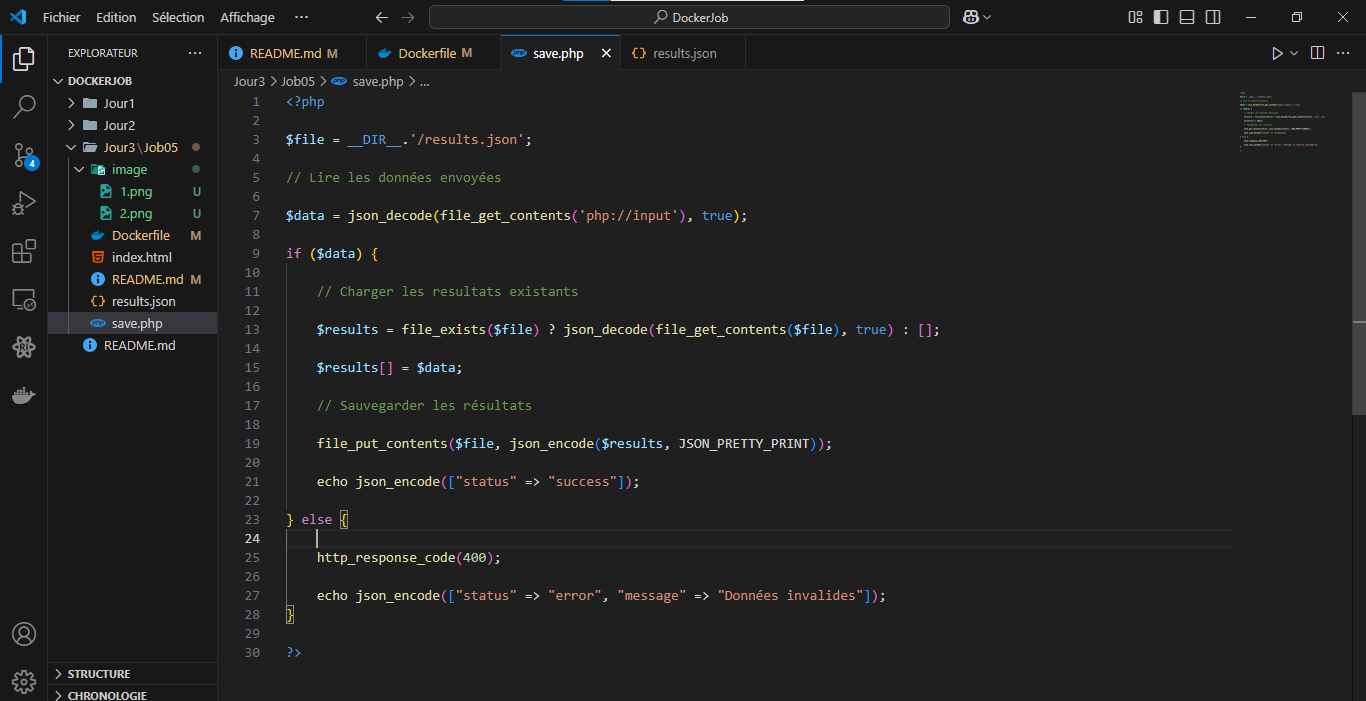 Fichier Edition Sélection Affichage ··· DockerJob
EXPLORATEUR ···
DOCKERJOB
Jour1
Jour2
Jour3\Job05
image
1.png U
2.png U
Dockerfile M
index.html
README.md M
results.json
save.php
README.md
STRUCTURE
CHRONOLOGIE
4
README.md M Dockerfile M save.php results.json
Jour3 > Job05 > save.php > ...
1 <?php
2
3 $file = __DIR__.'/results.json';
4
5 // Lire les données envoyées
6
7 $data = json_decode(file_get_contents('php://input'), true);
8
9 if ($data) {
10
11 // Charger les resultats existants
12
13 $results = file_exists($file) ? json_decode(file_get_contents($file), true) : [];
14
15 $results[] = $data;
16
17 // Sauvegarder les résultats
18
19 file_put_contents($file, json_encode($results, JSON_PRETTY_PRINT));
20
21 echo json_encode(["status" => "success"]);
22
23 } else {
24
25 http_response_code(400);
26
27 echo json_encode(["status" => "error", "message" => "Données invalides"]);
28 }
29
30 ?>